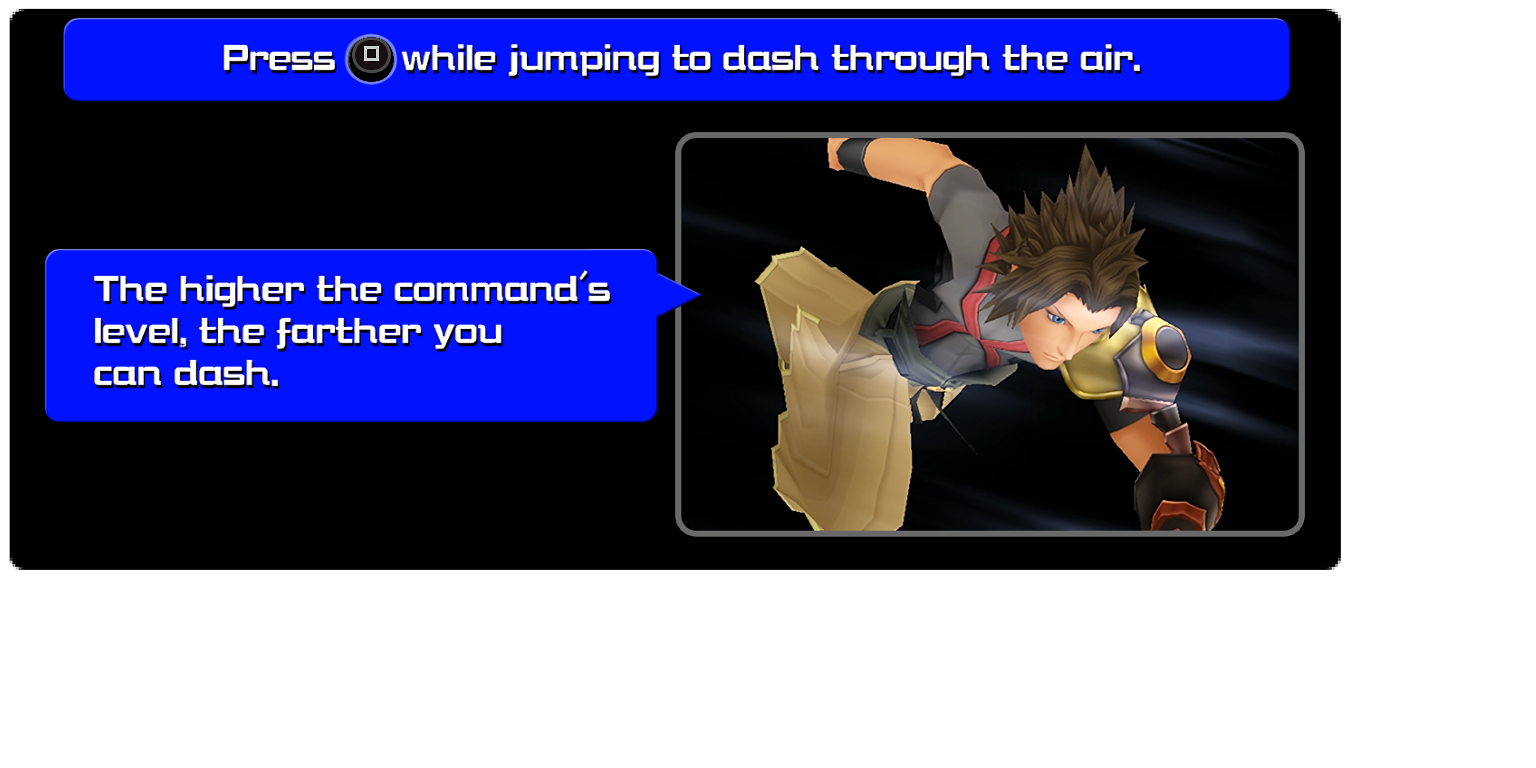 Press □ while jumping to dash through the air.
The higher the command's
level, the farther you
can dash.